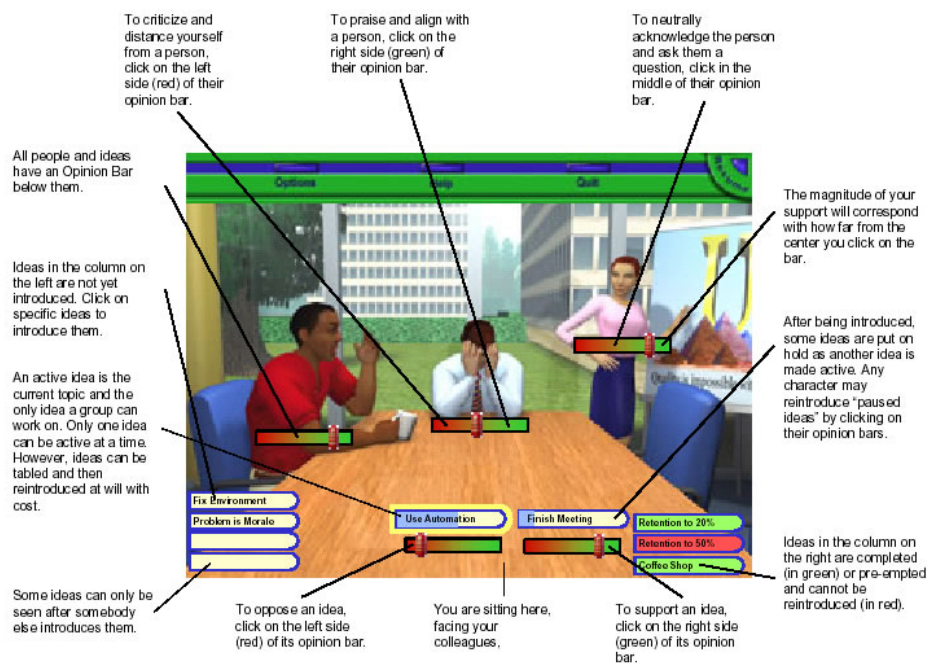 To criticize and
distance yourself
from a person,
click on the left
side (red) of their
opinion bar.
To praise and align with
a person, click on the
right side (green) of
their opinion bar.
To neutrally
acknowledge the person
and ask them a
question, click in the
middle of their opinion
bar.
All people and ideas
have an Opinion Bar
below them.
Ideas in the column on
the left are not yet
introduced. Click on
specific ideas to
introduce them.
An active idea is the
current topic and the
only idea a group can
work on. Only one idea
can be active at a time.
However, ideas can be
tabled and then
reintroduced at will with
cost.
Some ideas can only be
seen after somebody
else introduces them.
Options
Help
Quit
Fix Environment
Problem is Morale
Use Automation
Finish Meeting
Retention to 20%
Retention to 50%
Coffee Shop
The magnitude of your
support will correspond
with how far from the
center you click on the
bar.
After being introduced,
some ideas are put on
hold as another idea is
made active. Any
character may
reintroduce “paused
ideas” by clicking on
their opinion bars.
Ideas in the column on
the right are completed
(in green) or pre-empted
and cannot be
reintroduced (in red).
To oppose an idea,
click on the left side
(red) of its opinion bar.
You are sitting here,
facing your
colleagues,
To support an idea,
click on the right side
(green) of its opinion
bar.